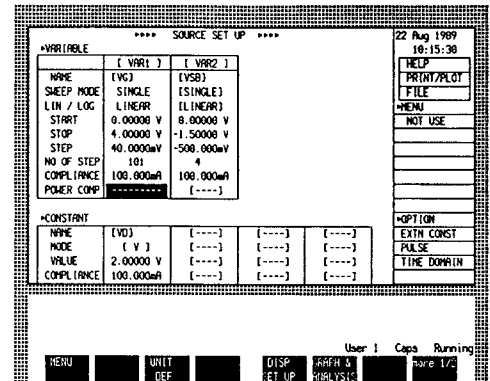 ►►►► SOURCE SET UP ►►►►
22 Aug 1989
10:15:30
►VARIABLE
[ VAR1 ] [ VAR2 ]
NAME [VG] [VSB]
SWEEP MODE SINGLE [SINGLE]
LIN / LOG LINEAR [LINEAR]
START 0.00000 V 0.00000 V
STOP 4.00000 V -1.50000 V
STEP 40.0000mV -500.000mV
NO OF STEP 101 4
COMPLIANCE 100.000mA 100.000mA
POWER COMP --------- [----]
HELP
PRINT/PLOT
FILE
►MENU
NOT USE
►CONSTANT
NAME [VD] [----] [----] [----]
MODE [ V ] [----] [----] [----]
VALUE 2.00000 V [----] [----] [----]
COMPLIANCE 100.000mA [----] [----] [----]
►OPTION
EXTN CONST
PULSE
TIME DOMAIN
User 1 Caps Running
MENU UNIT DEF DISP SET UP GRAPH & ANALYSIS more 1/3